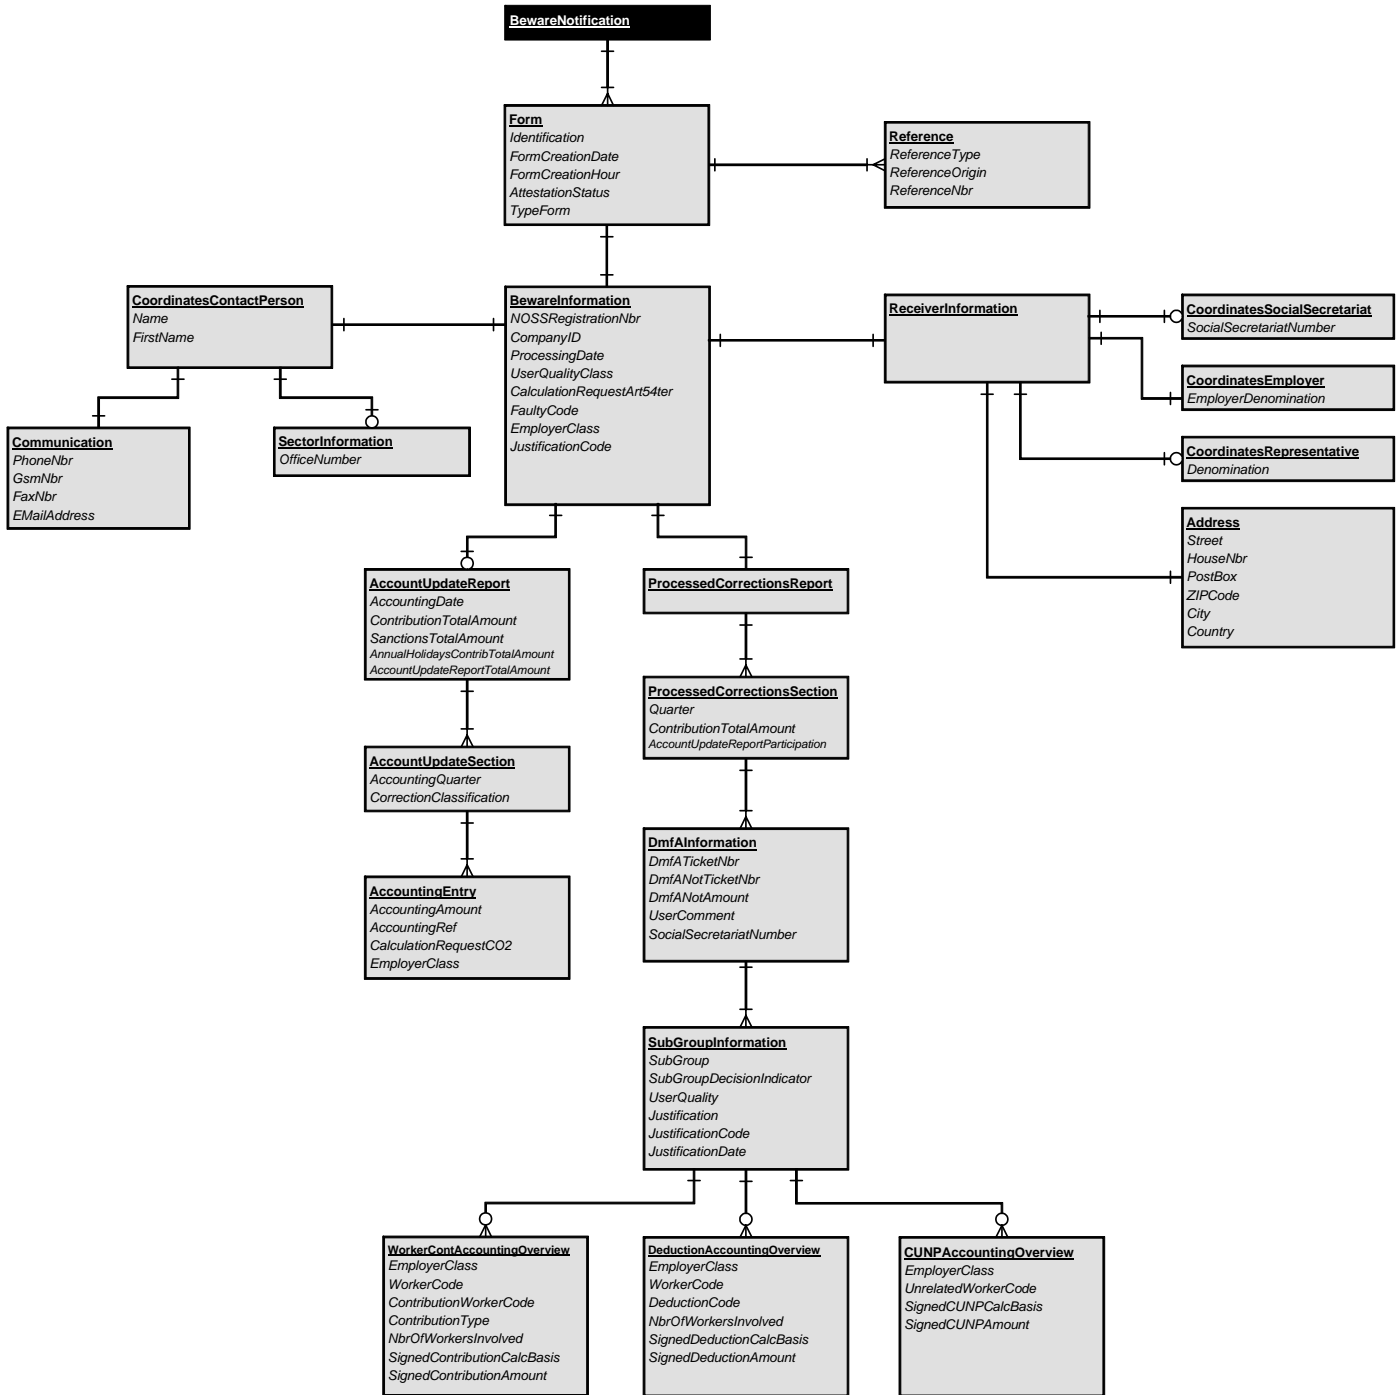 BewareNotification
Form
Identification
FormCreationDate
FormCreationHour
AttestationStatus
TypeForm
Reference
ReferenceType
ReferenceOrigin
ReferenceNbr
CoordinatesContactPerson
Name
FirstName
BewareInformation
NOSSRegistrationNbr
CompanyID
ProcessingDate
UserQualityClass
CalculationRequestArt54ter
FaultyCode
EmployerClass
JustificationCode
ReceiverInformation
CoordinatesSocialSecretariat
SocialSecretariatNumber
CoordinatesEmployer
EmployerDenomination
CoordinatesRepresentative
Denomination
Address
Street
HouseNbr
PostBox
ZIPCode
City
Country
Communication
PhoneNbr
GsmNbr
FaxNbr
EMailAddress
SectorInformation
OfficeNumber
AccountUpdateReport
AccountingDate
ContributionTotalAmount
SanctionsTotalAmount
AnnualHolidaysContribTotalAmount
AccountUpdateReportTotalAmount
ProcessedCorrectionsReport
ProcessedCorrectionsSection
Quarter
ContributionTotalAmount
AccountUpdateReportParticipation
AccountUpdateSection
AccountingQuarter
CorrectionClassification
AccountingEntry
AccountingAmount
AccountingRef
CalculationRequestCO2
EmployerClass
DmfAInformation
DmfATicketNbr
DmfANotTicketNbr
DmfANotAmount
UserComment
SocialSecretariatNumber
SubGroupInformation
SubGroup
SubGroupDecisionIndicator
UserQuality
Justification
JustificationCode
JustificationDate
WorkerContAccountingOverview
EmployerClass
WorkerCode
ContributionWorkerCode
ContributionType
NbrOfWorkersInvolved
SignedContributionCalcBasis
SignedContributionAmount
DeductionAccountingOverview
EmployerClass
WorkerCode
DeductionCode
NbrOfWorkersInvolved
SignedDeductionCalcBasis
SignedDeductionAmount
CUNPAccountingOverview
EmployerClass
UnrelatedWorkerCode
SignedCUNPCalcBasis
SignedCUNPAmount